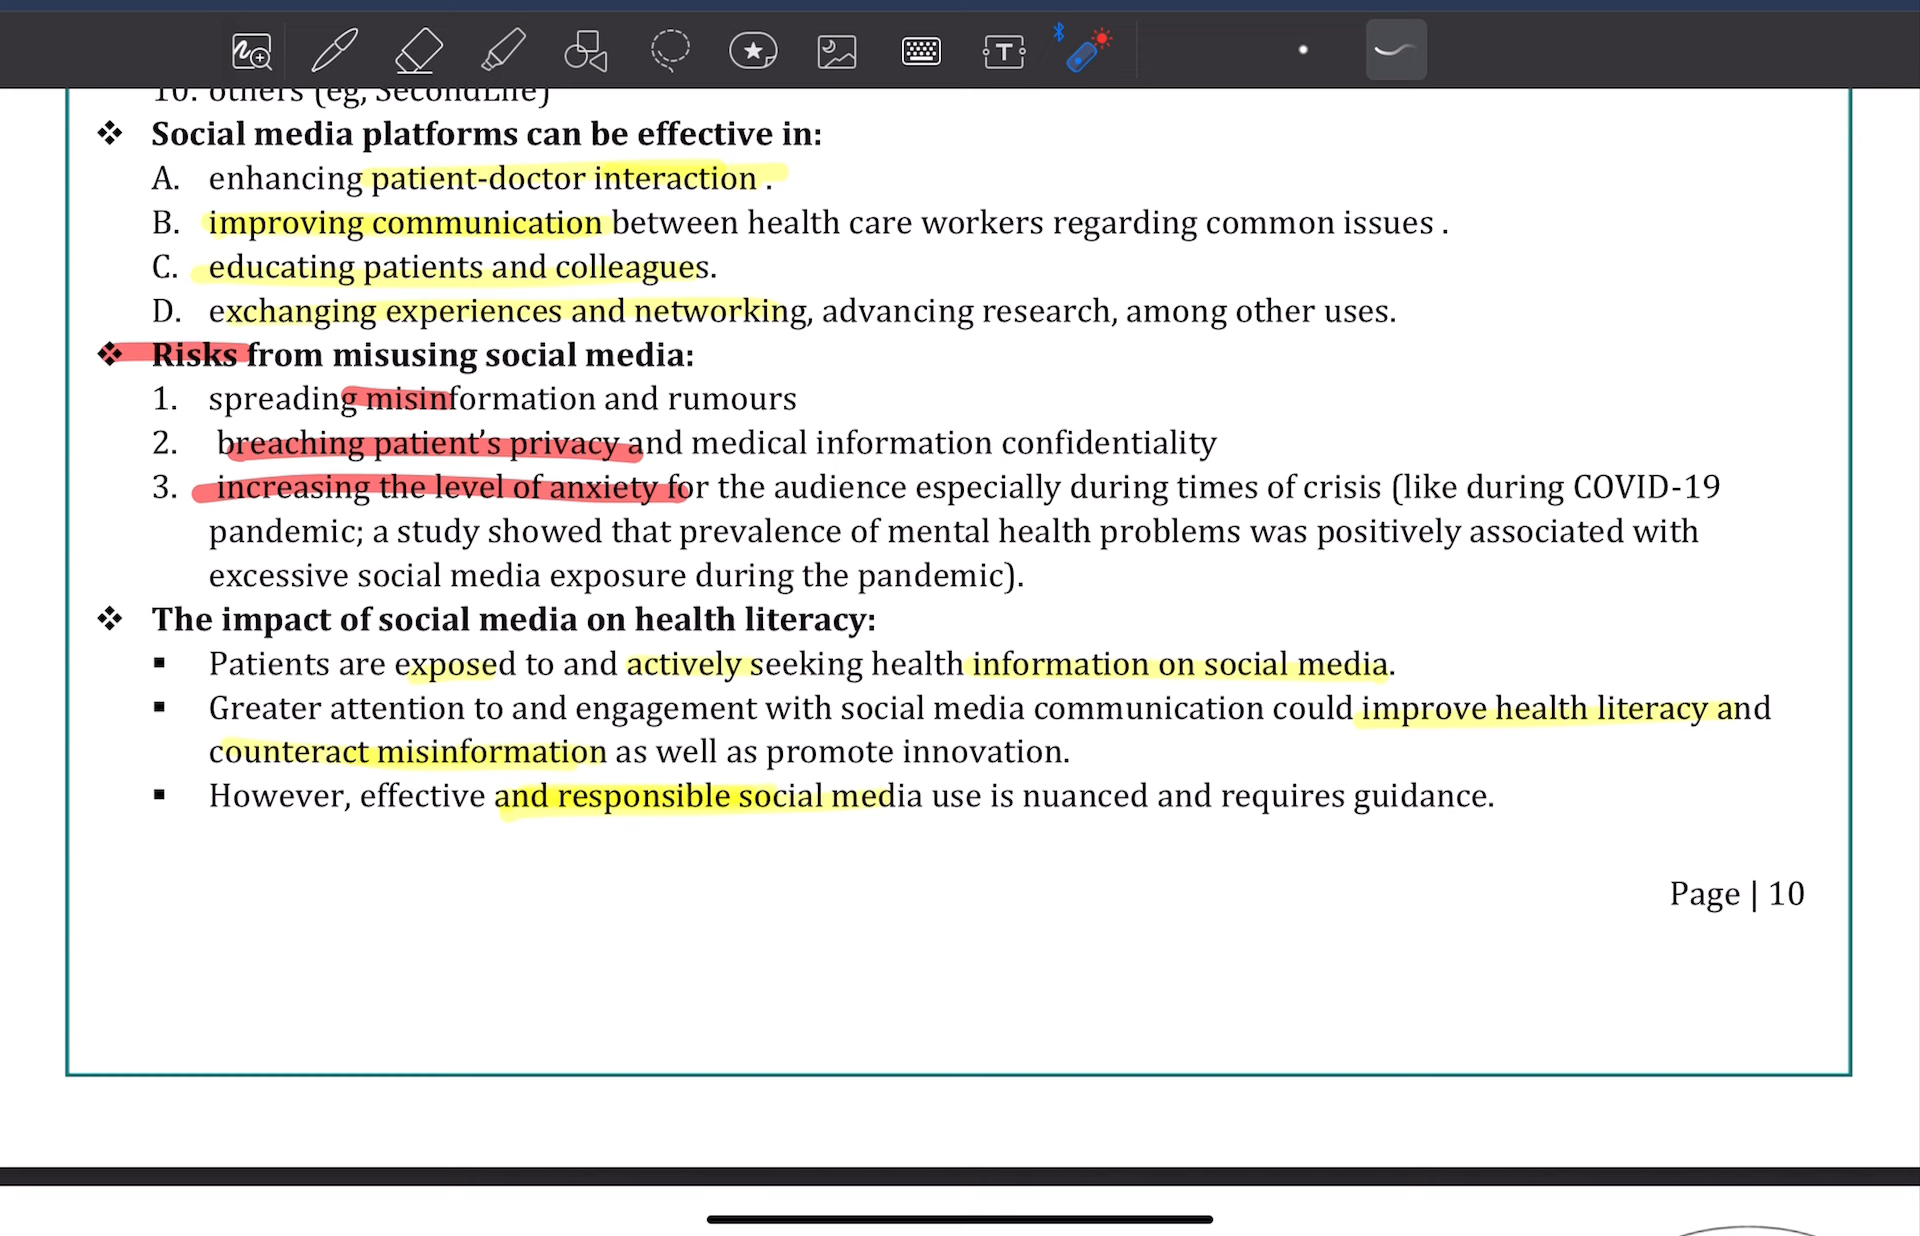 10. others (eg, SecondLife)
❖ Social media platforms can be effective in:
A. enhancing patient-doctor interaction .
B. improving communication between health care workers regarding common issues .
C. educating patients and colleagues.
D. exchanging experiences and networking, advancing research, among other uses.
❖ Risks from misusing social media:
1. spreading misinformation and rumours
2. breaching patient’s privacy and medical information confidentiality
3. increasing the level of anxiety for the audience especially during times of crisis (like during COVID-19
pandemic; a study showed that prevalence of mental health problems was positively associated with
excessive social media exposure during the pandemic).
❖ The impact of social media on health literacy:
▪ Patients are exposed to and actively seeking health information on social media.
▪ Greater attention to and engagement with social media communication could improve health literacy and
counteract misinformation as well as promote innovation.
▪ However, effective and responsible social media use is nuanced and requires guidance.
Page | 10